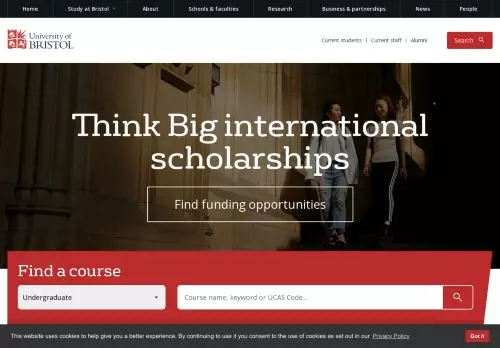 Home Study at Bristol About Schools & faculties Research Business & partnerships News People
University of
BRISTOL
Current students | Current staff | Alumni Search
Think Big international
scholarships
Find funding opportunities
Find a course
Undergraduate Course name, keyword or UCAS Code...
This website uses cookies to help give you a better experience. By continuing to use it you consent to the use of cookies as set out in our Privacy Policy Got it